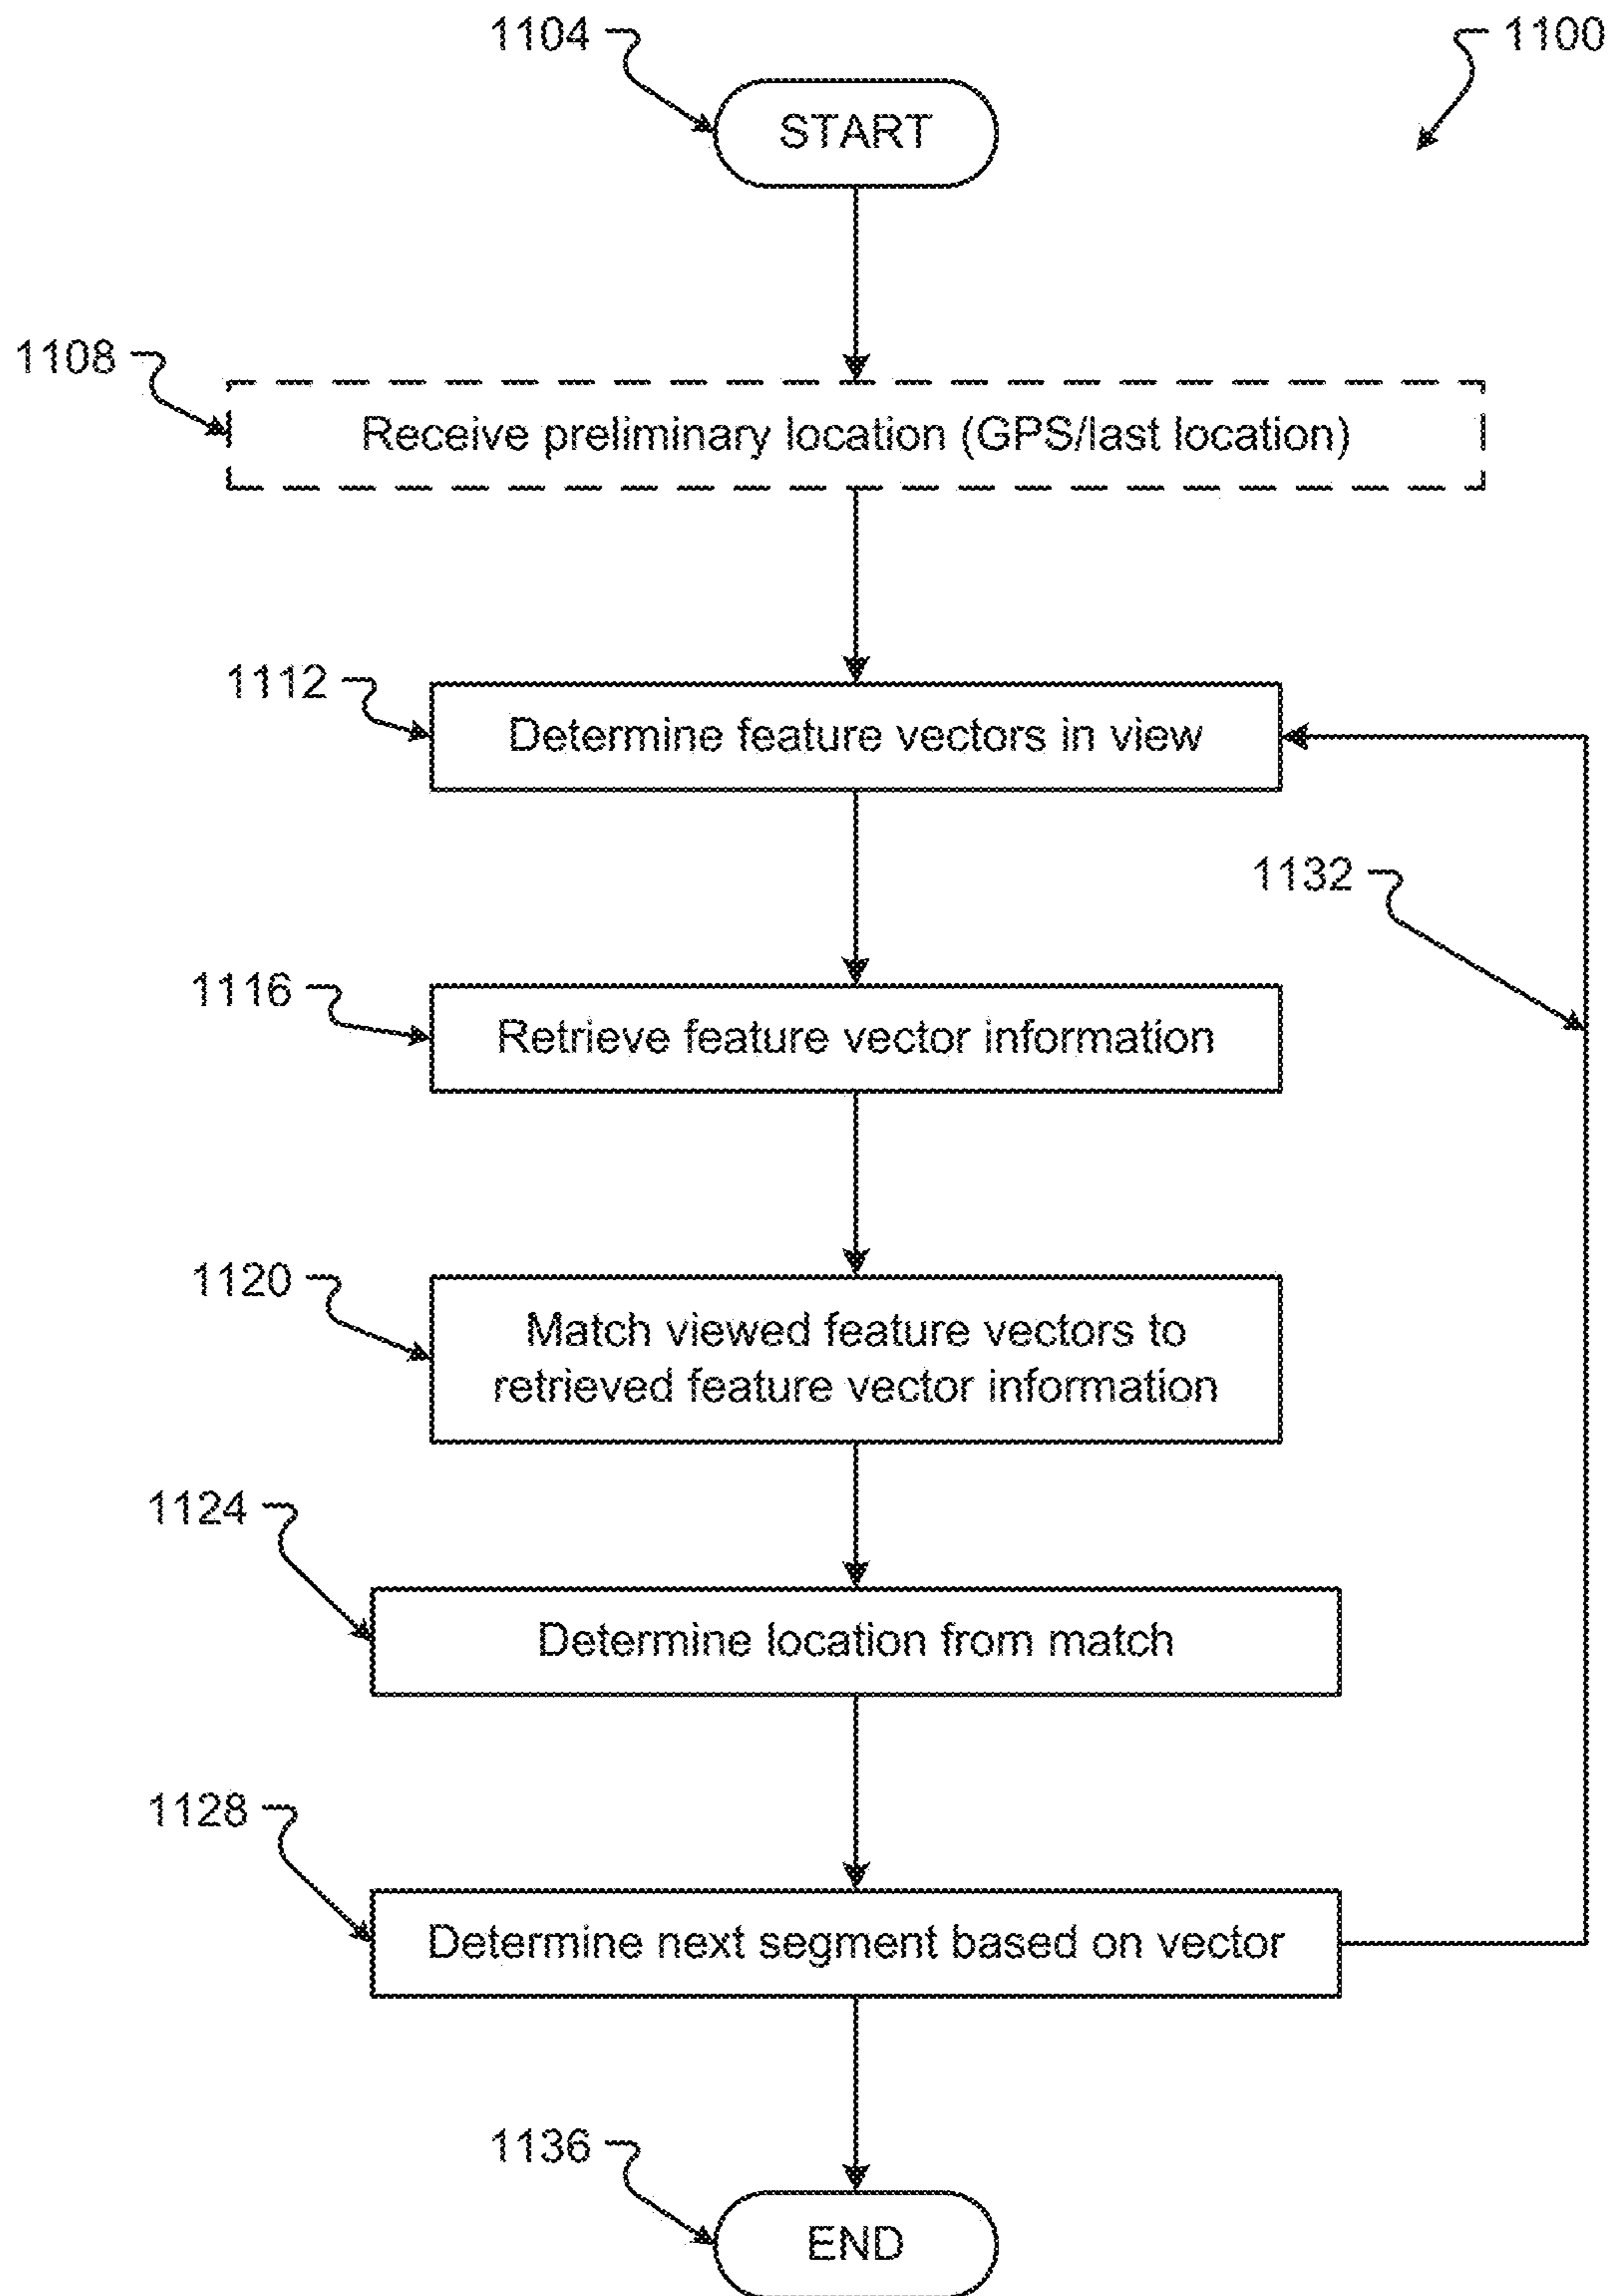 1104
1100
START
1108
Receive preliminary location (GPS/last location)
1112
Determine feature vectors in view
1132
1116
Retrieve feature vector information
1120
Match viewed feature vectors to
retrieved feature vector information
1124
Determine location from match
1128
Determine next segment based on vector
1136
END